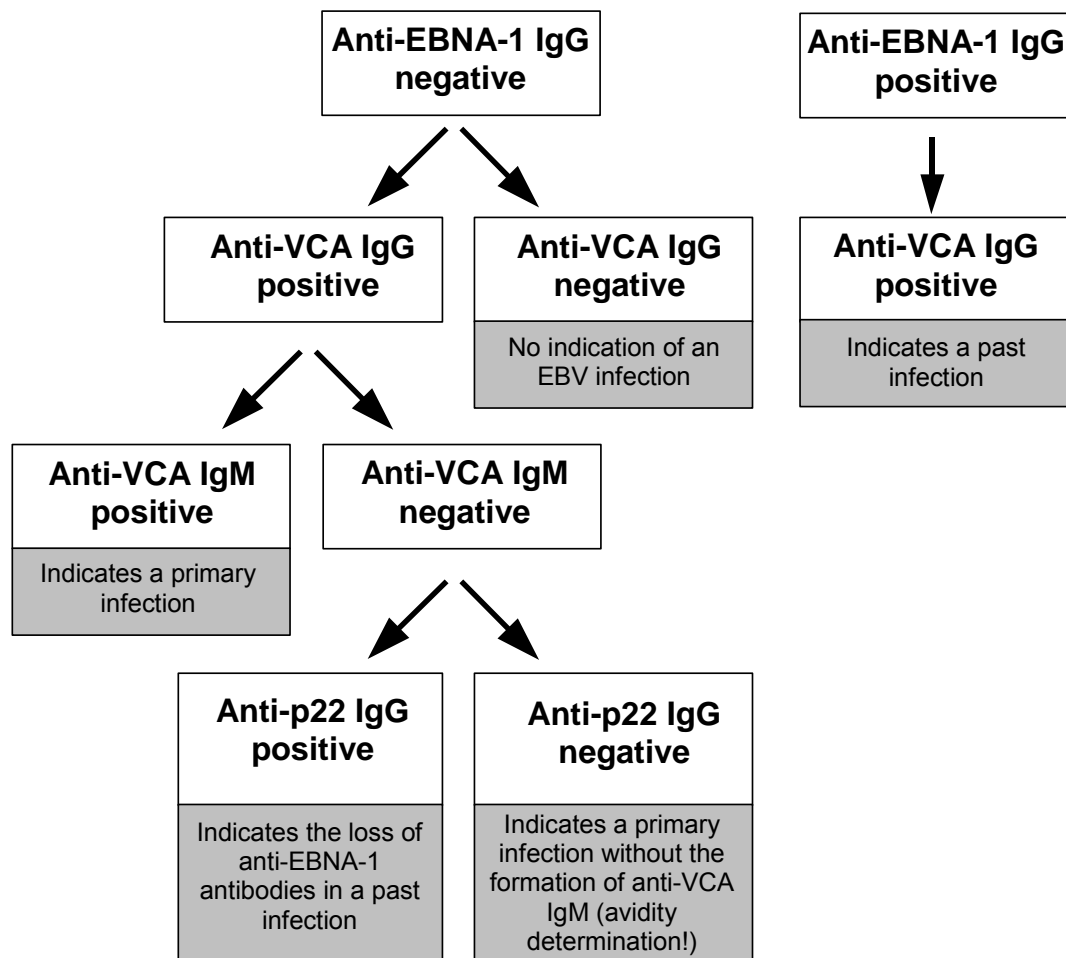 Anti-EBNA-1 IgG
negative
Anti-EBNA-1 IgG
positive
Anti-VCA IgG
positive
Anti-VCA IgG
negative
No indication of an
EBV infection
Anti-VCA IgG
positive
Indicates a past
infection
Anti-VCA IgM
positive
Indicates a primary
infection
Anti-VCA IgM
negative
Anti-p22 IgG
positive
Indicates the loss of
anti-EBNA-1
antibodies in a past
infection
Anti-p22 IgG
negative
Indicates a primary
infection without the
formation of anti-VCA
IgM (avidity
determination!)